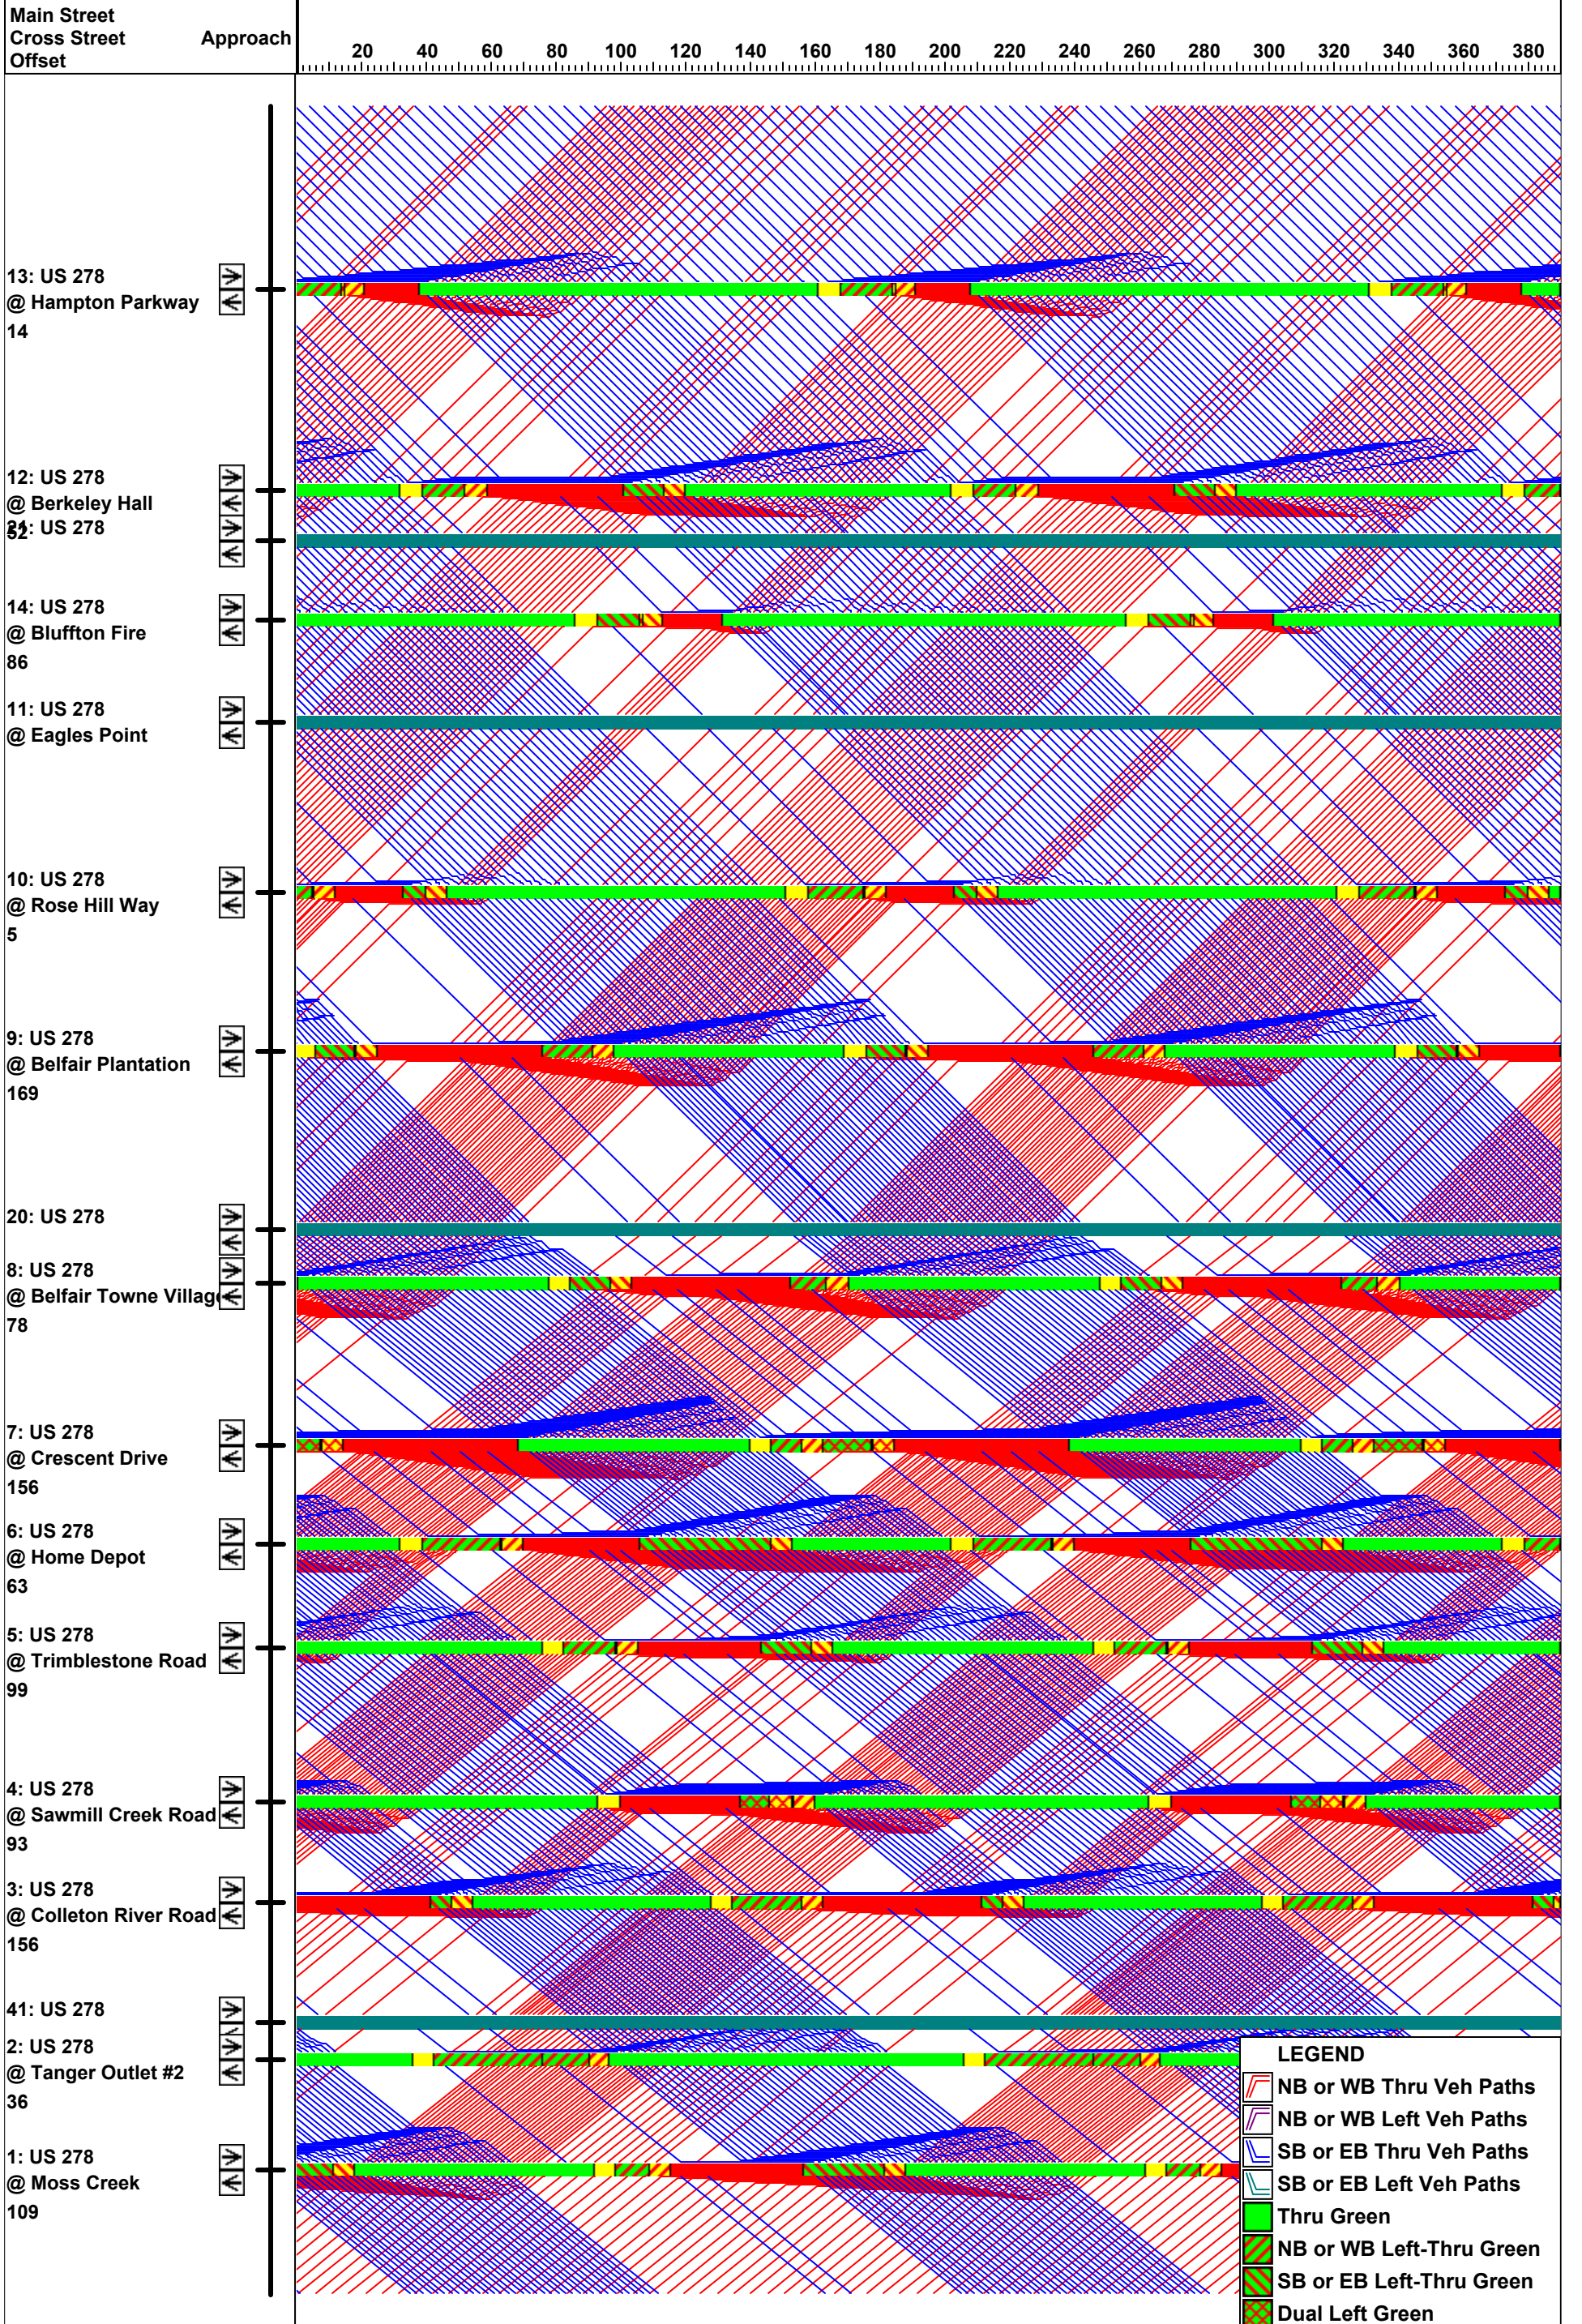 Main Street
Cross Street Approach
Offset
20 40 60 80 100 120 140 160 180 200 220 240 260 280 300 320 340 360 380
13: US 278
@ Hampton Parkway
14
12: US 278
@ Berkeley Hall
52
21: US 278
14: US 278
@ Bluffton Fire
86
11: US 278
@ Eagles Point
10: US 278
@ Rose Hill Way
5
9: US 278
@ Belfair Plantation
169
20: US 278
8: US 278
@ Belfair Towne Village
78
7: US 278
@ Crescent Drive
156
6: US 278
@ Home Depot
63
5: US 278
@ Trimblestone Road
99
4: US 278
@ Sawmill Creek Road
93
3: US 278
@ Colleton River Road
156
41: US 278
2: US 278
@ Tanger Outlet #2
36
1: US 278
@ Moss Creek
109
LEGEND
NB or WB Thru Veh Paths
NB or WB Left Veh Paths
SB or EB Thru Veh Paths
SB or EB Left Veh Paths
Thru Green
NB or WB Left-Thru Green
SB or EB Left-Thru Green
Dual Left Green